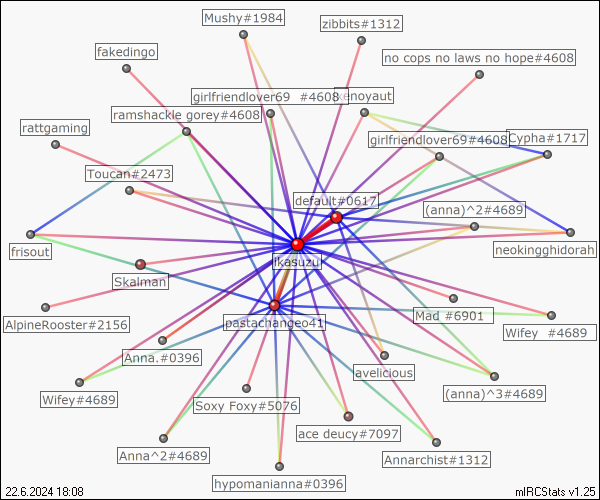 Mushy#1984
zibbits#1312
fakedingo
no cops no laws no hope#4608
girlfriendlover69 #4608
xenoyaut
ramshackle gorey#4608
rattgaming
girlfriendlover69#4608
Cypha#1717
Toucan#2473
default#0617
(anna)^2#4689
frisout
neokingghidorah
ikasuzu
Skalman
AlpineRooster#2156
pastachangeo41
Mad #6901
Wifey #4689
Anna.#0396
avelicious
Wifey#4689
Soxy Foxy#5076
(anna)^3#4689
ace deucy#7097
Anna^2#4689
Annarchist#1312
hypomanianna#0396
22.6.2024 18:08
mIRCStats v1.25